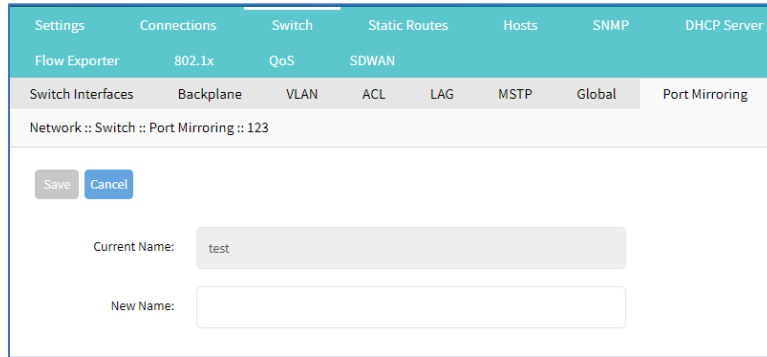 Settings Connections Switch Static Routes Hosts SNMP DHCP Server
Flow Exporter 802.1x QoS SDWAN
Switch Interfaces Backplane VLAN ACL LAG MSTP Global Port Mirroring
Network :: Switch :: Port Mirroring :: 123
Save Cancel
Current Name: test
New Name: